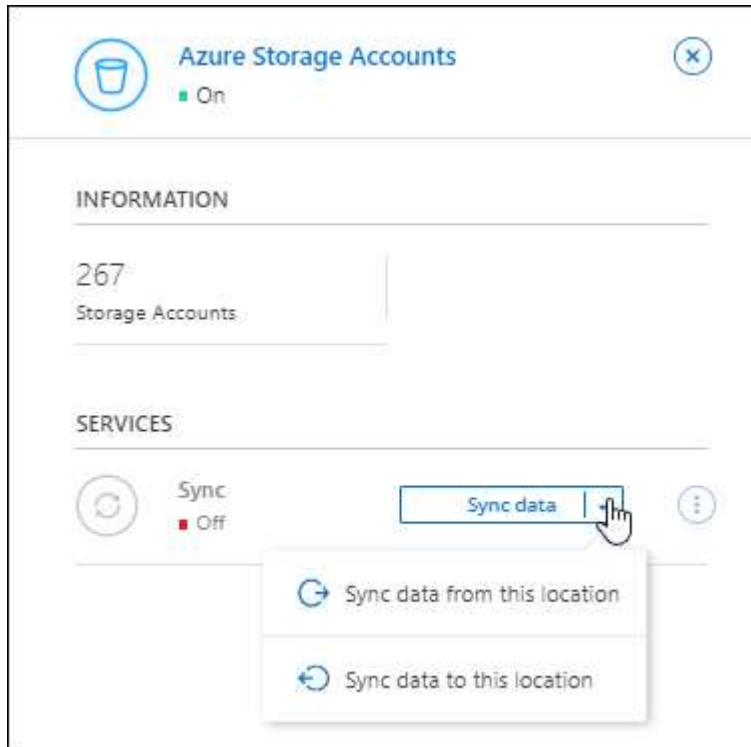 Azure Storage Accounts
On
INFORMATION
267
Storage Accounts
SERVICES
Sync
Off
Sync data
Sync data from this location
Sync data to this location